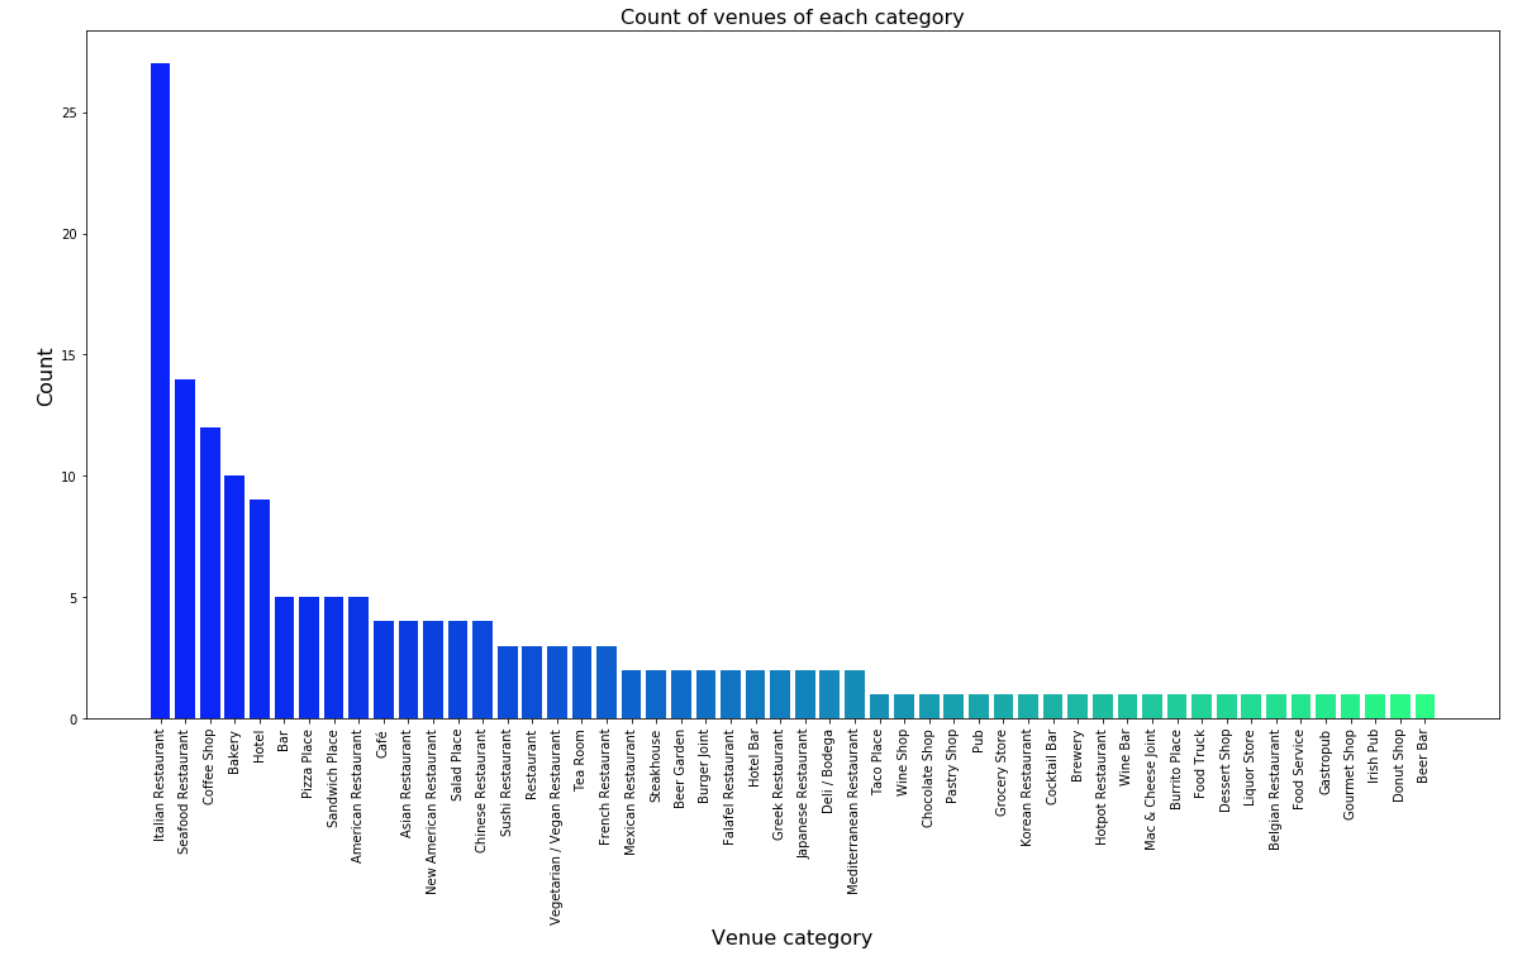 Count of venues of each category
Count
25
20
15
10
5
0
Italian Restaurant
Seafood Restaurant
Coffee Shop
Bakery
Hotel
Bar
Pizza Place
Sandwich Place
American Restaurant
Café
Asian Restaurant
New American Restaurant
Salad Place
Chinese Restaurant
Sushi Restaurant
Restaurant
Vegetarian / Vegan Restaurant
Tea Room
French Restaurant
Mexican Restaurant
Steakhouse
Beer Garden
Burger Joint
Falafel Restaurant
Hotel Bar
Greek Restaurant
Japanese Restaurant
Deli / Bodega
Mediterranean Restaurant
Taco Place
Wine Shop
Chocolate Shop
Pastry Shop
Pub
Grocery Store
Korean Restaurant
Cocktail Bar
Brewery
Hotpot Restaurant
Wine Bar
Mac & Cheese Joint
Burrito Place
Food Truck
Dessert Shop
Liquor Store
Belgian Restaurant
Food Service
Gastropub
Gourmet Shop
Irish Pub
Donut Shop
Beer Bar
Venue category